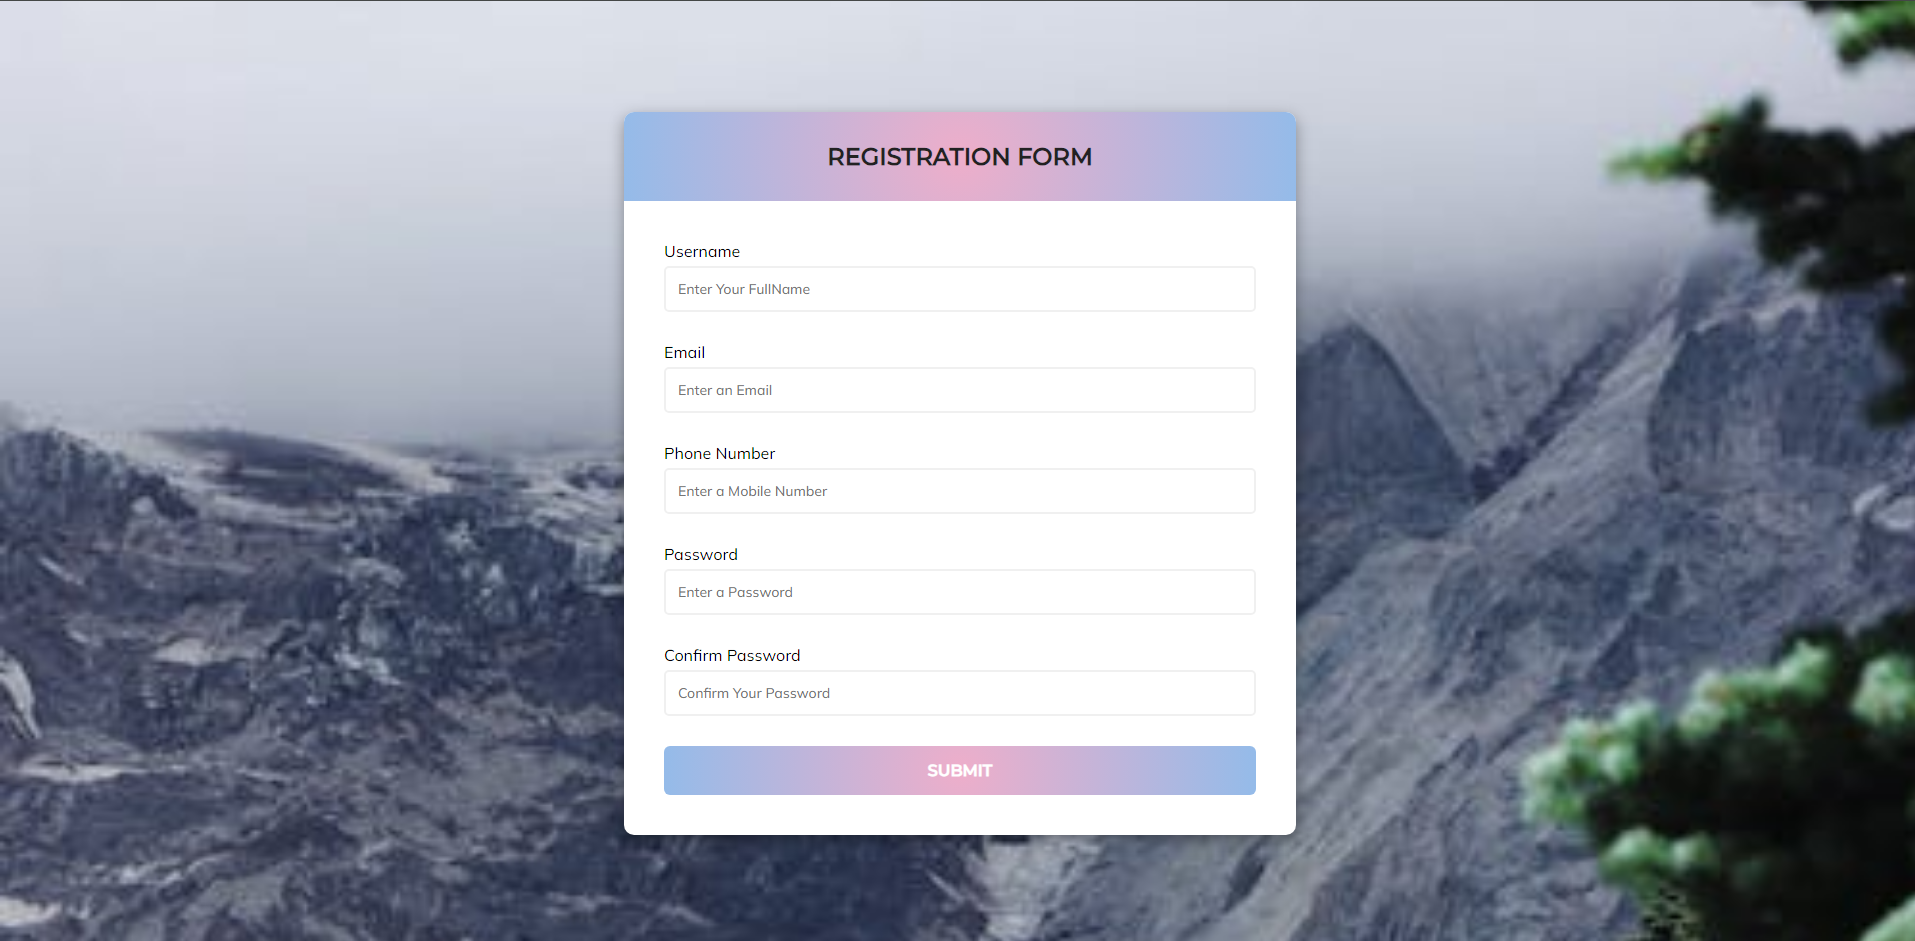 REGISTRATION FORM
Username
Enter Your FullName
Email
Enter an Email
Phone Number
Enter a Mobile Number
Password
Enter a Password
Confirm Password
Confirm Your Password
SUBMIT